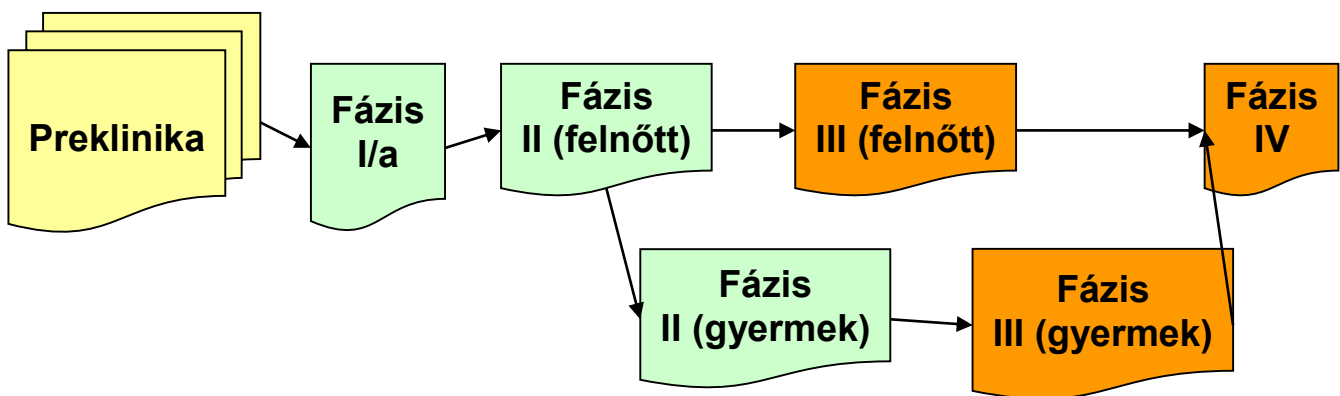 Preklinika
Fázis
I/a
Fázis
II (felnőtt)
Fázis
III (felnőtt)
Fázis
IV
Fázis
II (gyermek)
Fázis
III (gyermek)